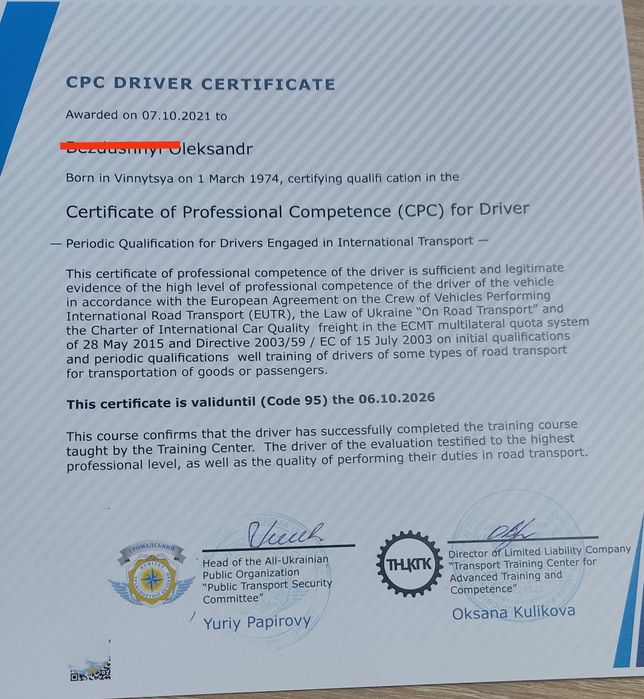 CPC DRIVER CERTIFICATE
Awarded on 07.10.2021 to
Oleksandr
Born in Vinnytsya on 1 March 1974, certifying qualifi cation in the
Certificate of Professional Competence (CPC) for Driver
— Periodic Qualification for Drivers Engaged in International Transport —
This certificate of professional competence of the driver is sufficient and legitimate
evidence of the high level of professional competence of the driver of the vehicle
in accordance with the European Agreement on the Crew of Vehicles Performing
International Road Transport (EUTR), the Law of Ukraine "On Road Transport" and
the Charter of International Car Quality freight in the ECMT multilateral quota system
of 28 May 2015 and Directive 2003/59 / EC of 15 July 2003 on initial qualifications
and periodic qualifications well training of drivers of some types of road transport
for transportation of goods or passengers.
This certificate is validuntil (Code 95) the 06.10.2026
This course confirms that the driver has successfully completed the training course
taught by the Training Center. The driver of the evaluation testified to the highest
professional level, as well as the quality of performing their duties in road transport.
ГРОМАДСЬКИЙ
Head of the All-Ukrainian
Public Organization
"Public Transport Security
Committee"
Yuriy Papirovy
ТНЦКПК
Director of Limited Liability Company
"Transport Training Center for
Advanced Training and
Competence"
Oksana Kulikova